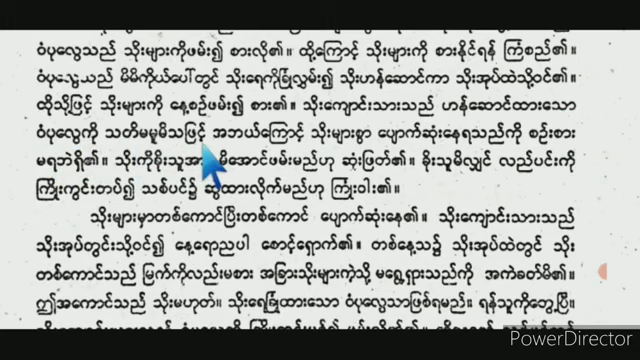 ဝံပုလွေသည် သိုးများကိုဖမ်း၍ စားလို၏။ ထို့ကြောင့် သိုးများကို စားနိုင်ရန် ကြံစည်၏။
ဝံပုလွေသည် မိမိကိုယ်ပေါ်တွင် သိုးရေကိုခြုံလွှမ်း၍ သိုးဟန်ဆောင်ကာ သိုးအုပ်ထဲသို့ဝင်၏။
ထိုသို့ဖြင့် သိုးများကို နေ့စဉ်ဖမ်း၍ စား၏။ သိုးကျောင်းသားသည် ဟန်ဆောင်ထားသော
ဝံပုလွေကို သတိမမူမိသဖြင့် အဘယ်ကြောင့် သိုးများစွာ ပျောက်ဆုံးနေရသည်ကို စဉ်းစား
မရဘဲရှိ၏။ သိုးကိုခိုးသူအား မိအောင်ဖမ်းမည်ဟု ဆုံးဖြတ်၏။ ခိုးသူမိလျှင် လည်ပင်းကို
ကြိုးကွင်းတပ်၍ သစ်ပင်၌ ဆွဲထားလိုက်မည်ဟု ကြုံးဝါး၏။
သိုးများမှာတစ်ကောင်ပြီးတစ်ကောင် ပျောက်ဆုံးနေ၏။ သိုးကျောင်းသားသည်
သိုးအုပ်တွင်းသို့ဝင်၍ နေ့ရောညပါ စောင့်ရှောက်၏။ တစ်နေ့သ၌ သိုးအုပ်ထဲတွင် သိုး
တစ်ကောင်သည် မြက်ကိုလည်းမစား အခြားသိုးများကဲ့သို့ မရွေ့ရှားသည်ကို အကဲခတ်မိ၏။
ဤအကောင်သည် သိုးမဟုတ်။ သိုးရေခြုံထားသော ဝံပုလွေသာဖြစ်ရမည်။ ရန်သူကိုတွေ့ပြီ။
PowerDirector